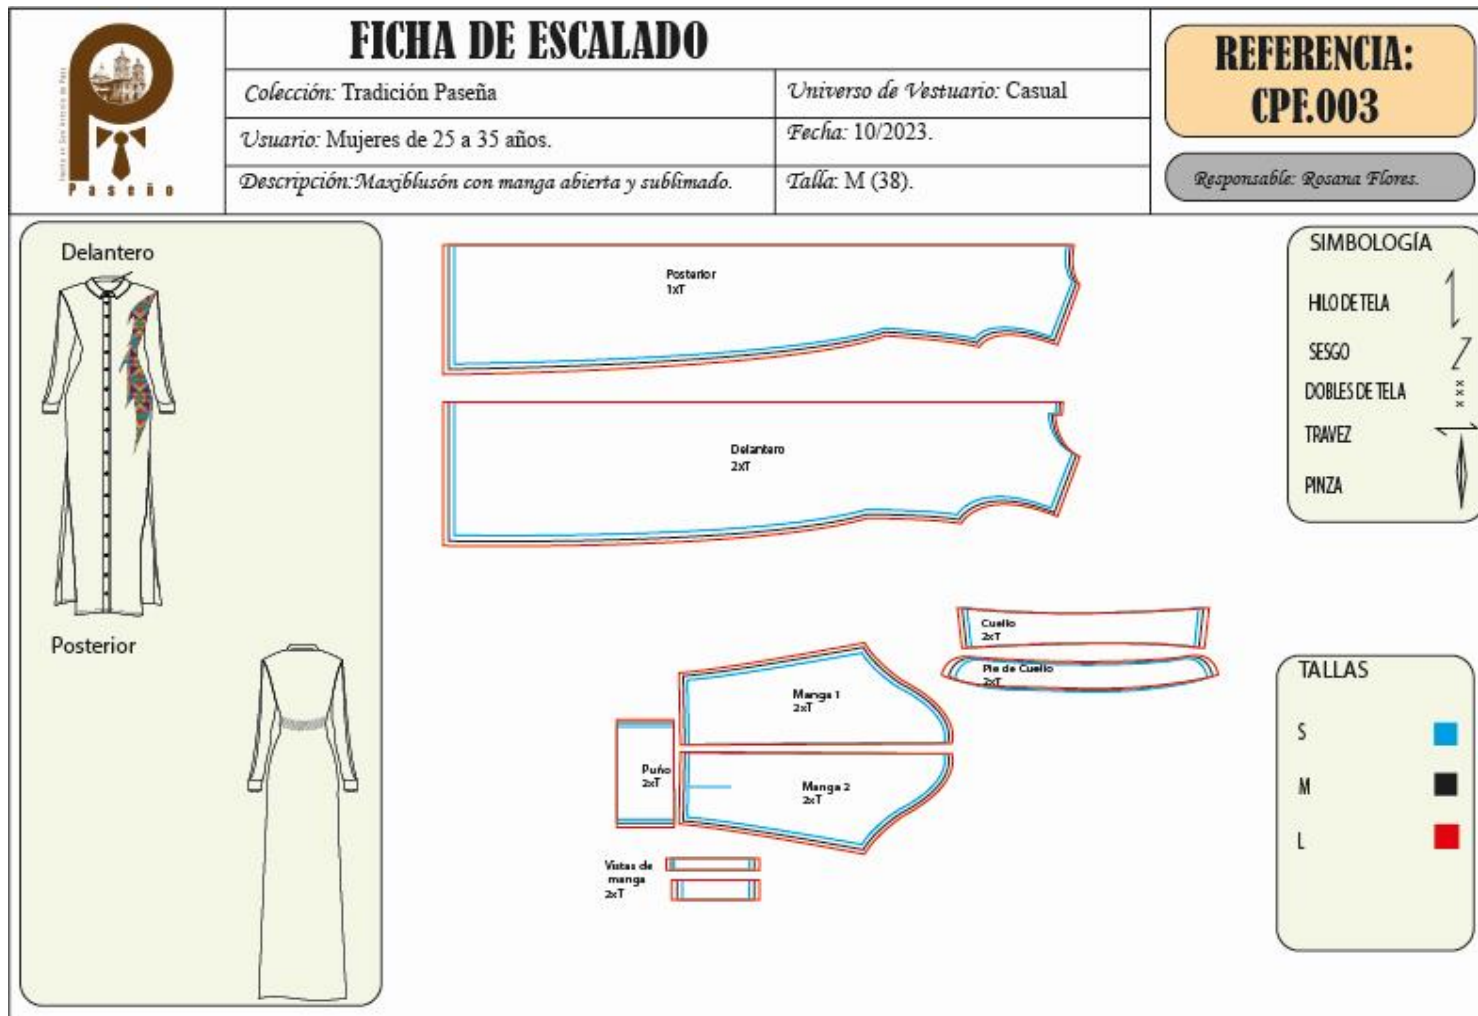 FICHA DE ESCALADO
Colección: Tradición Paseña
Universo de Vestuario: Casual
Usuario: Mujeres de 25 a 35 años.
Fecha: 10/2023.
Descripción:Maxiblusón con manga abierta y sublimado.
Talla: M (38).
REFERENCIA:
CPF.003
Responsable: Rosana Flores.
Paseño
Delantero
Posterior
Posterior
1xT
Delantero
2xT
Cuello
2xT
Pie de Cuello
2xT
Manga 1
2xT
Puño
2xT
Manga 2
2xT
Vistas de
manga
2xT
SIMBOLOGÍA
HILO DE TELA
SESGO
DOBLES DE TELA
TRAVEZ
PINZA
TALLAS
S
M
L